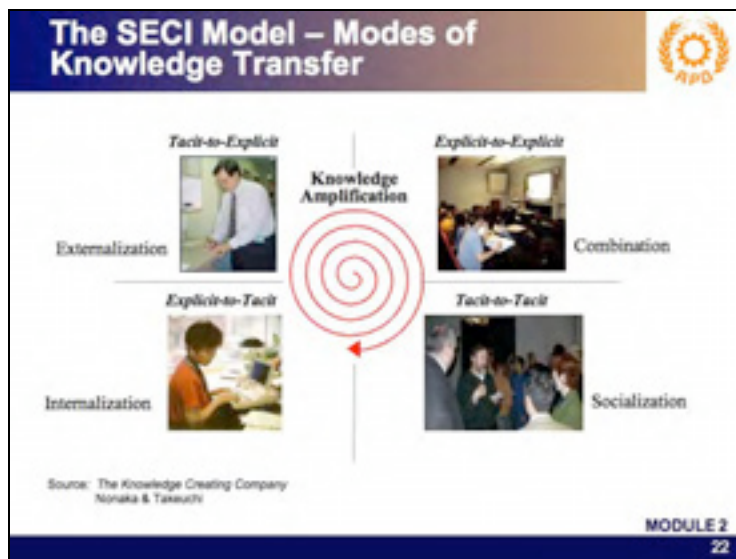 The SECI Model – Modes of
Knowledge Transfer
APO
Tacit-to-Explicit
Explicit-to-Explicit
Knowledge
Amplification
Externalization
Combination
Explicit-to-Tacit
Tacit-to-Tacit
Internalization
Socialization
Source: The Knowledge Creating Company
Nonaka & Takeuchi
MODULE 2
22